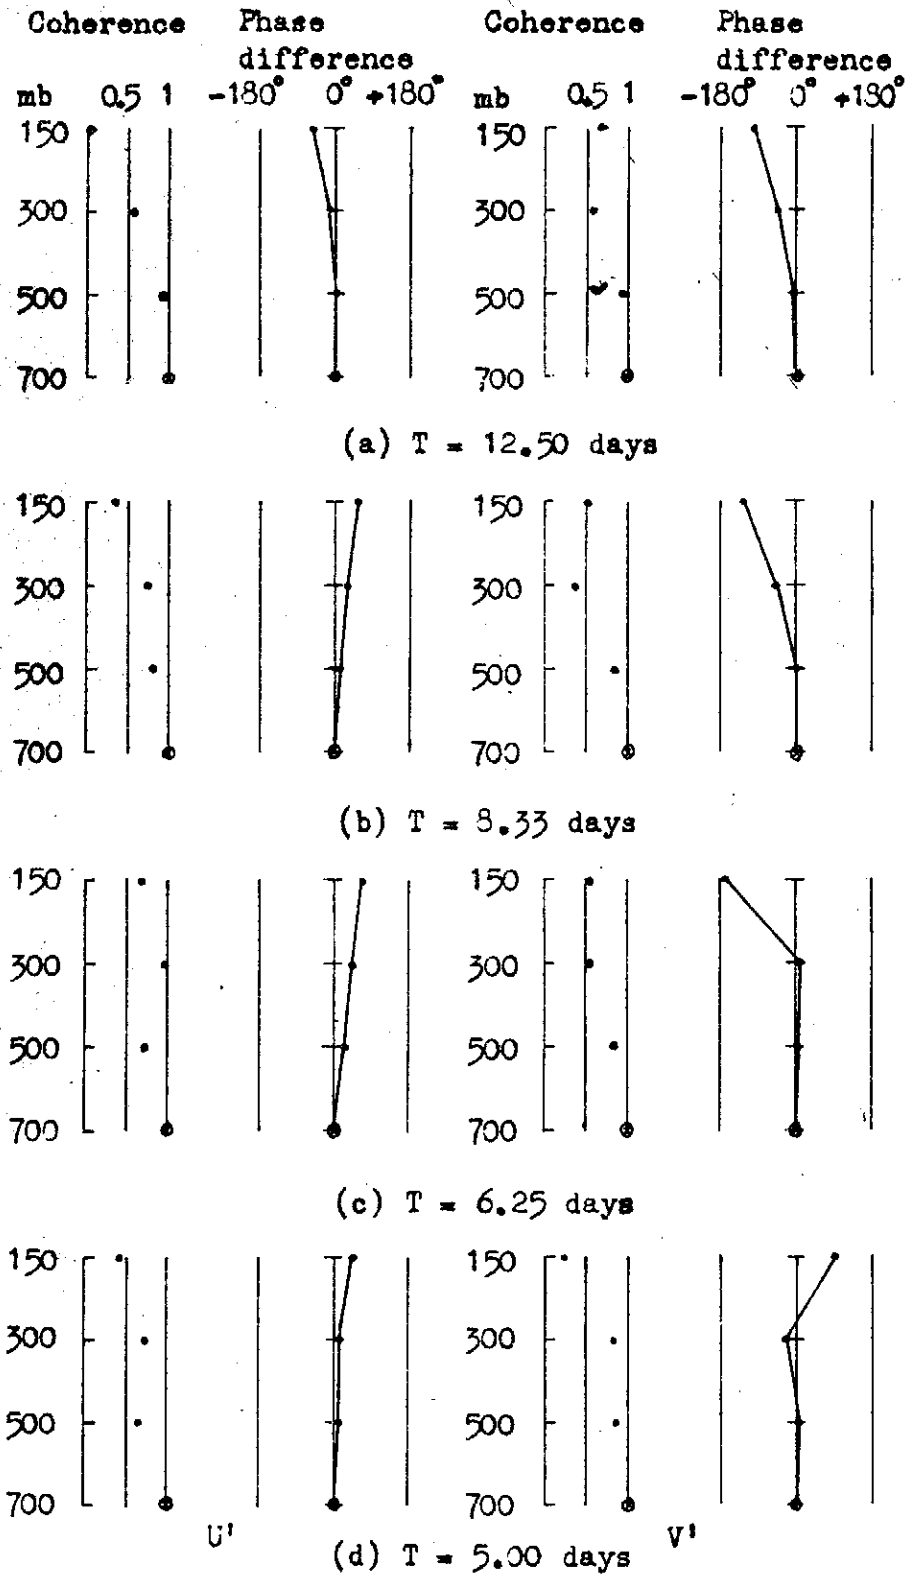 Coherence Phase difference Coherence Phase difference
mb 0.5 1 -180° 0° +180° mb 0.5 1 -180° 0° +180°
150 150
300 300
500 500
700 700
(a) T = 12.50 days
150 150
300 300
500 500
700 700
(b) T = 8.33 days
150 150
300 300
500 500
700 700
(c) T = 6.25 days
150 150
300 300
500 500
700 700
U' V'
(d) T = 5.00 days